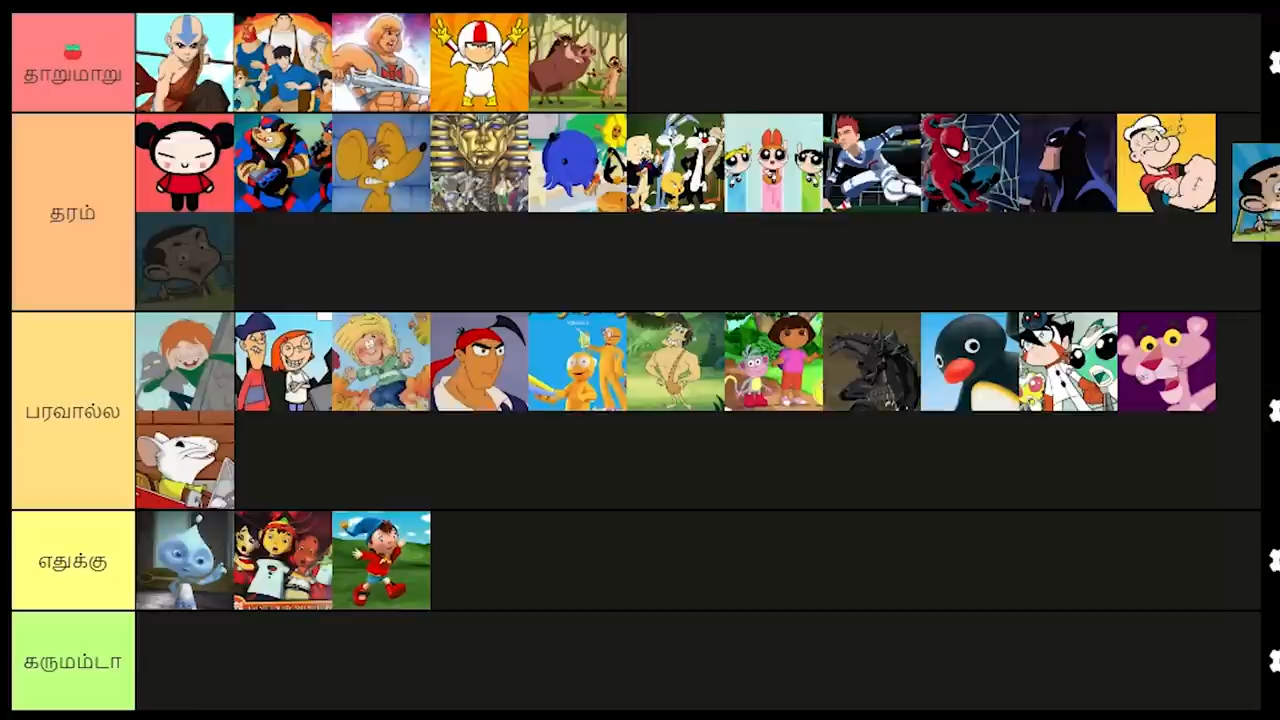 தாறுமாறு
தரம்
பரவால்ல
எதுக்கு
கருமம்டா